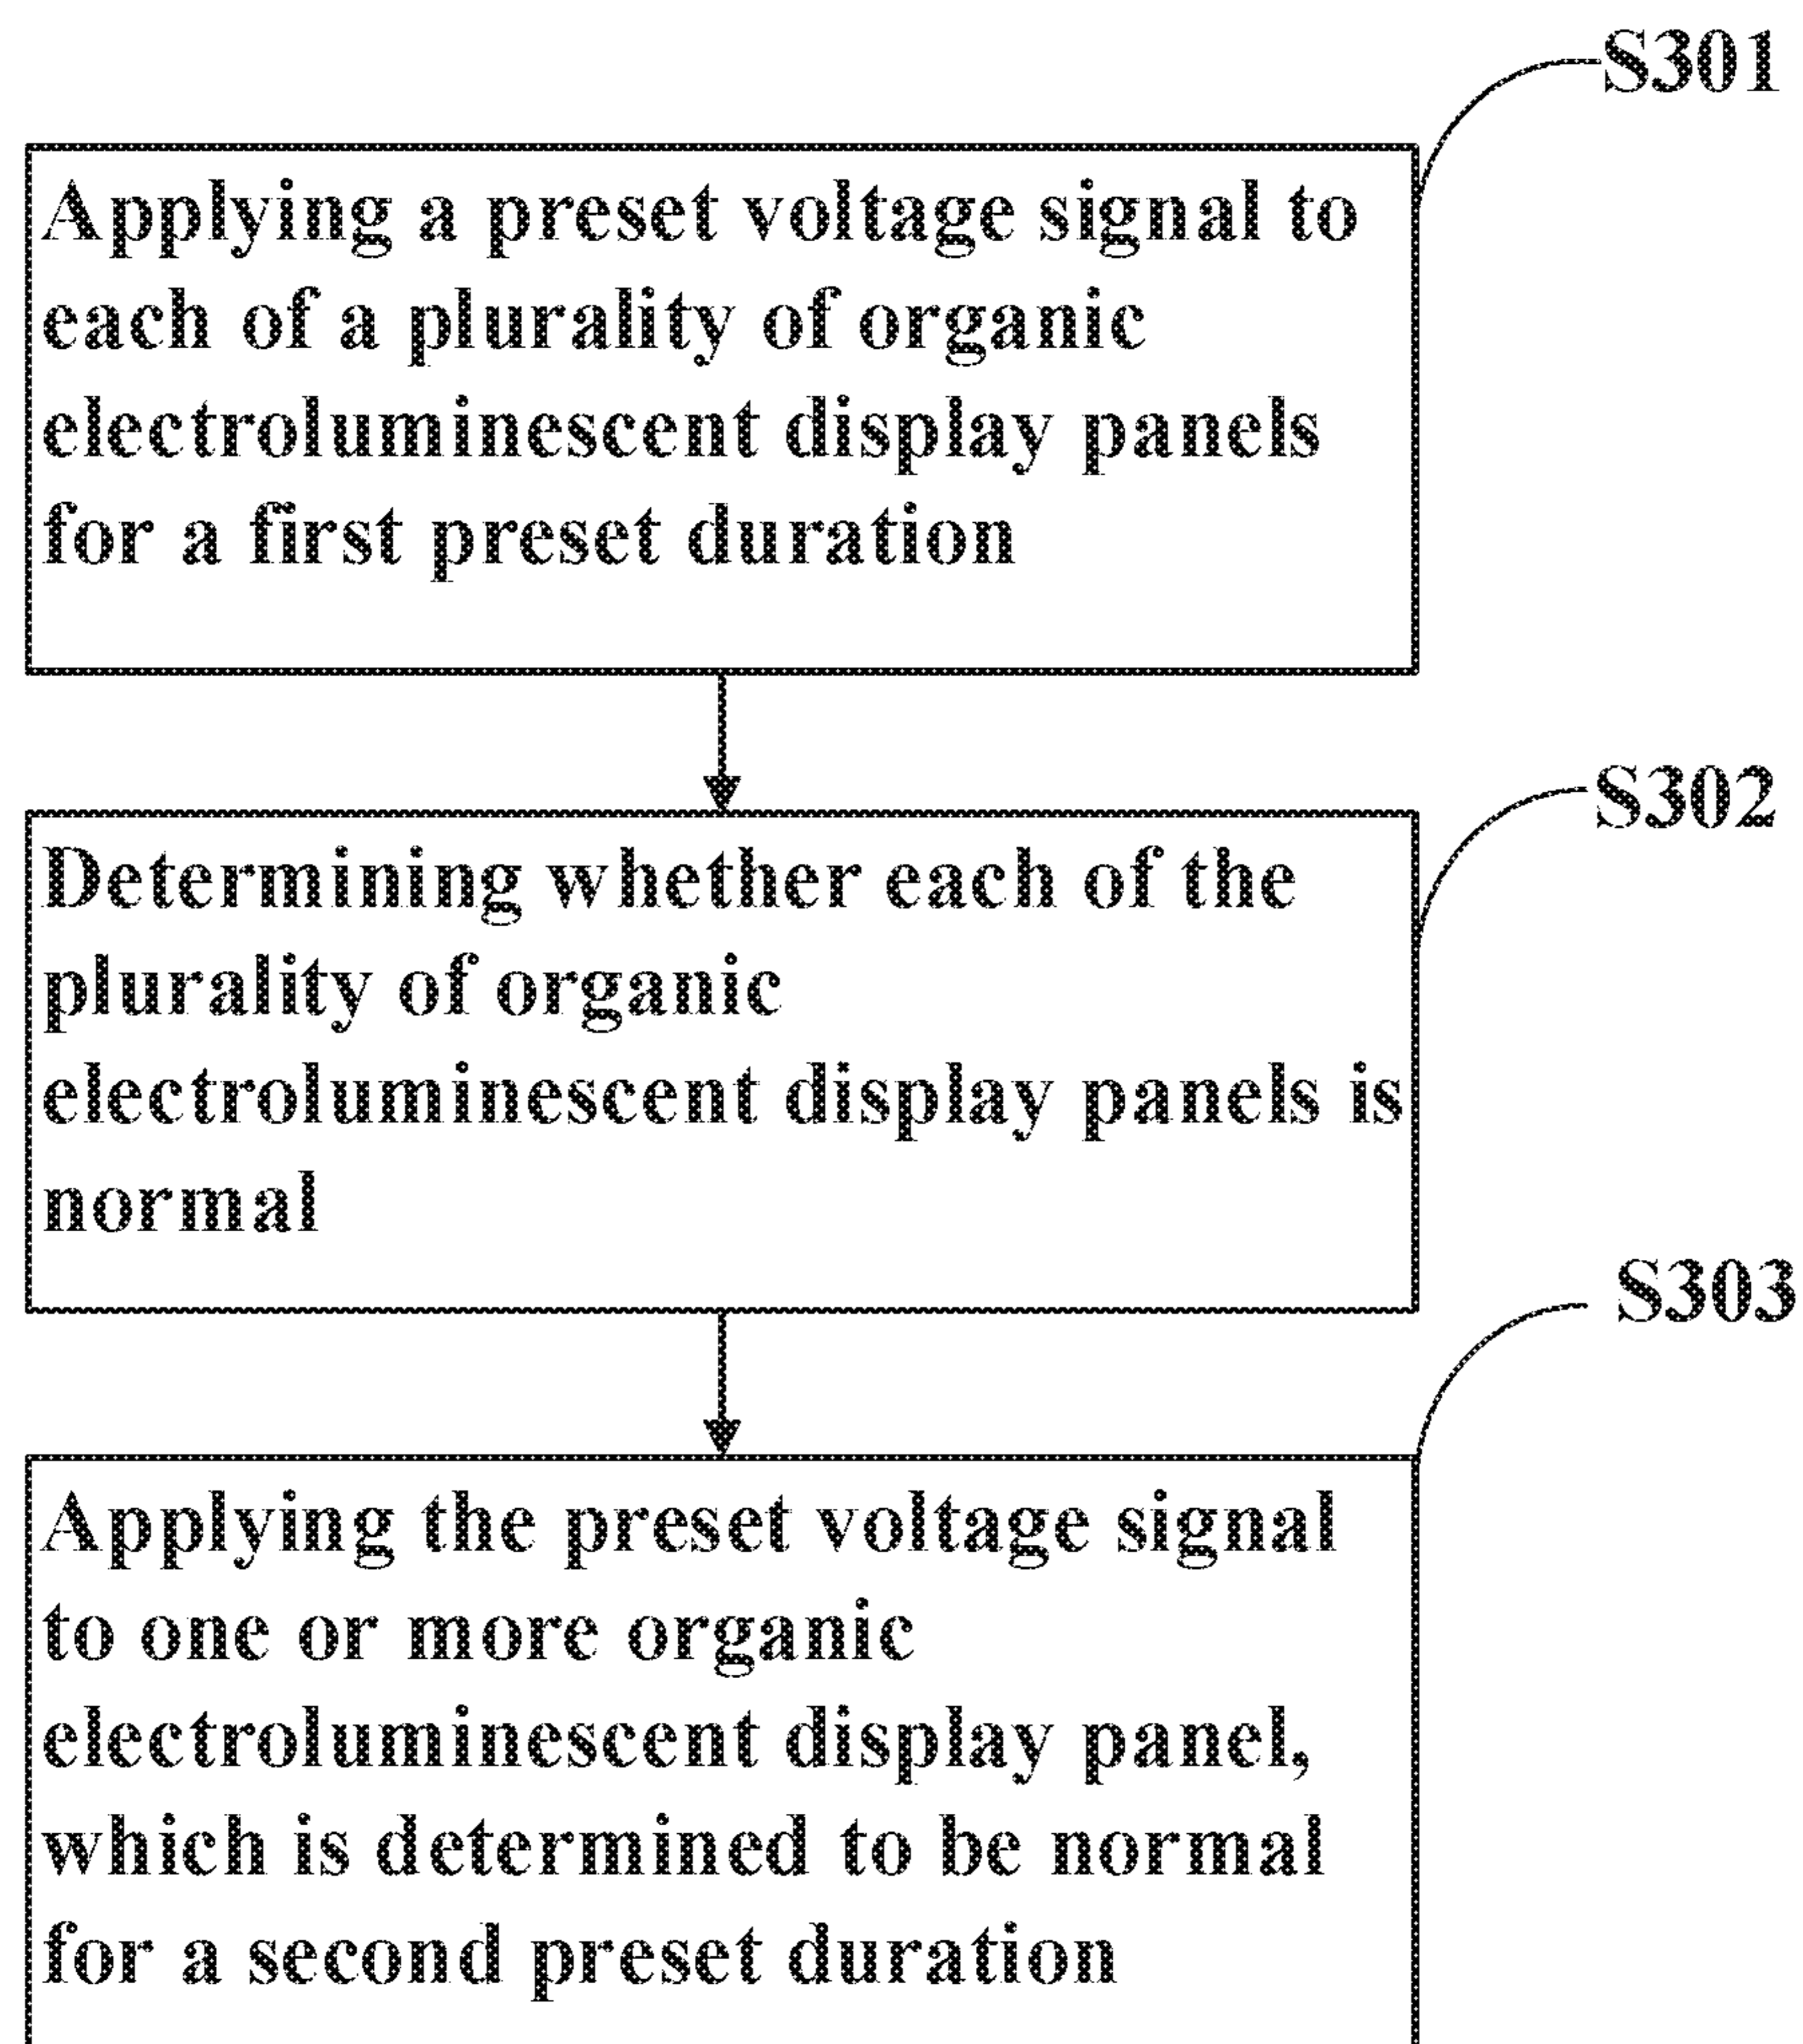 S301
Applying a preset voltage signal to
each of a plurality of organic
electroluminescent display panels
for a first preset duration
S302
Determining whether each of the
plurality of organic
electroluminescent display panels is
normal
S303
Applying the preset voltage signal
to one or more organic
electroluminescent display panel,
which is determined to be normal
for a second preset duration